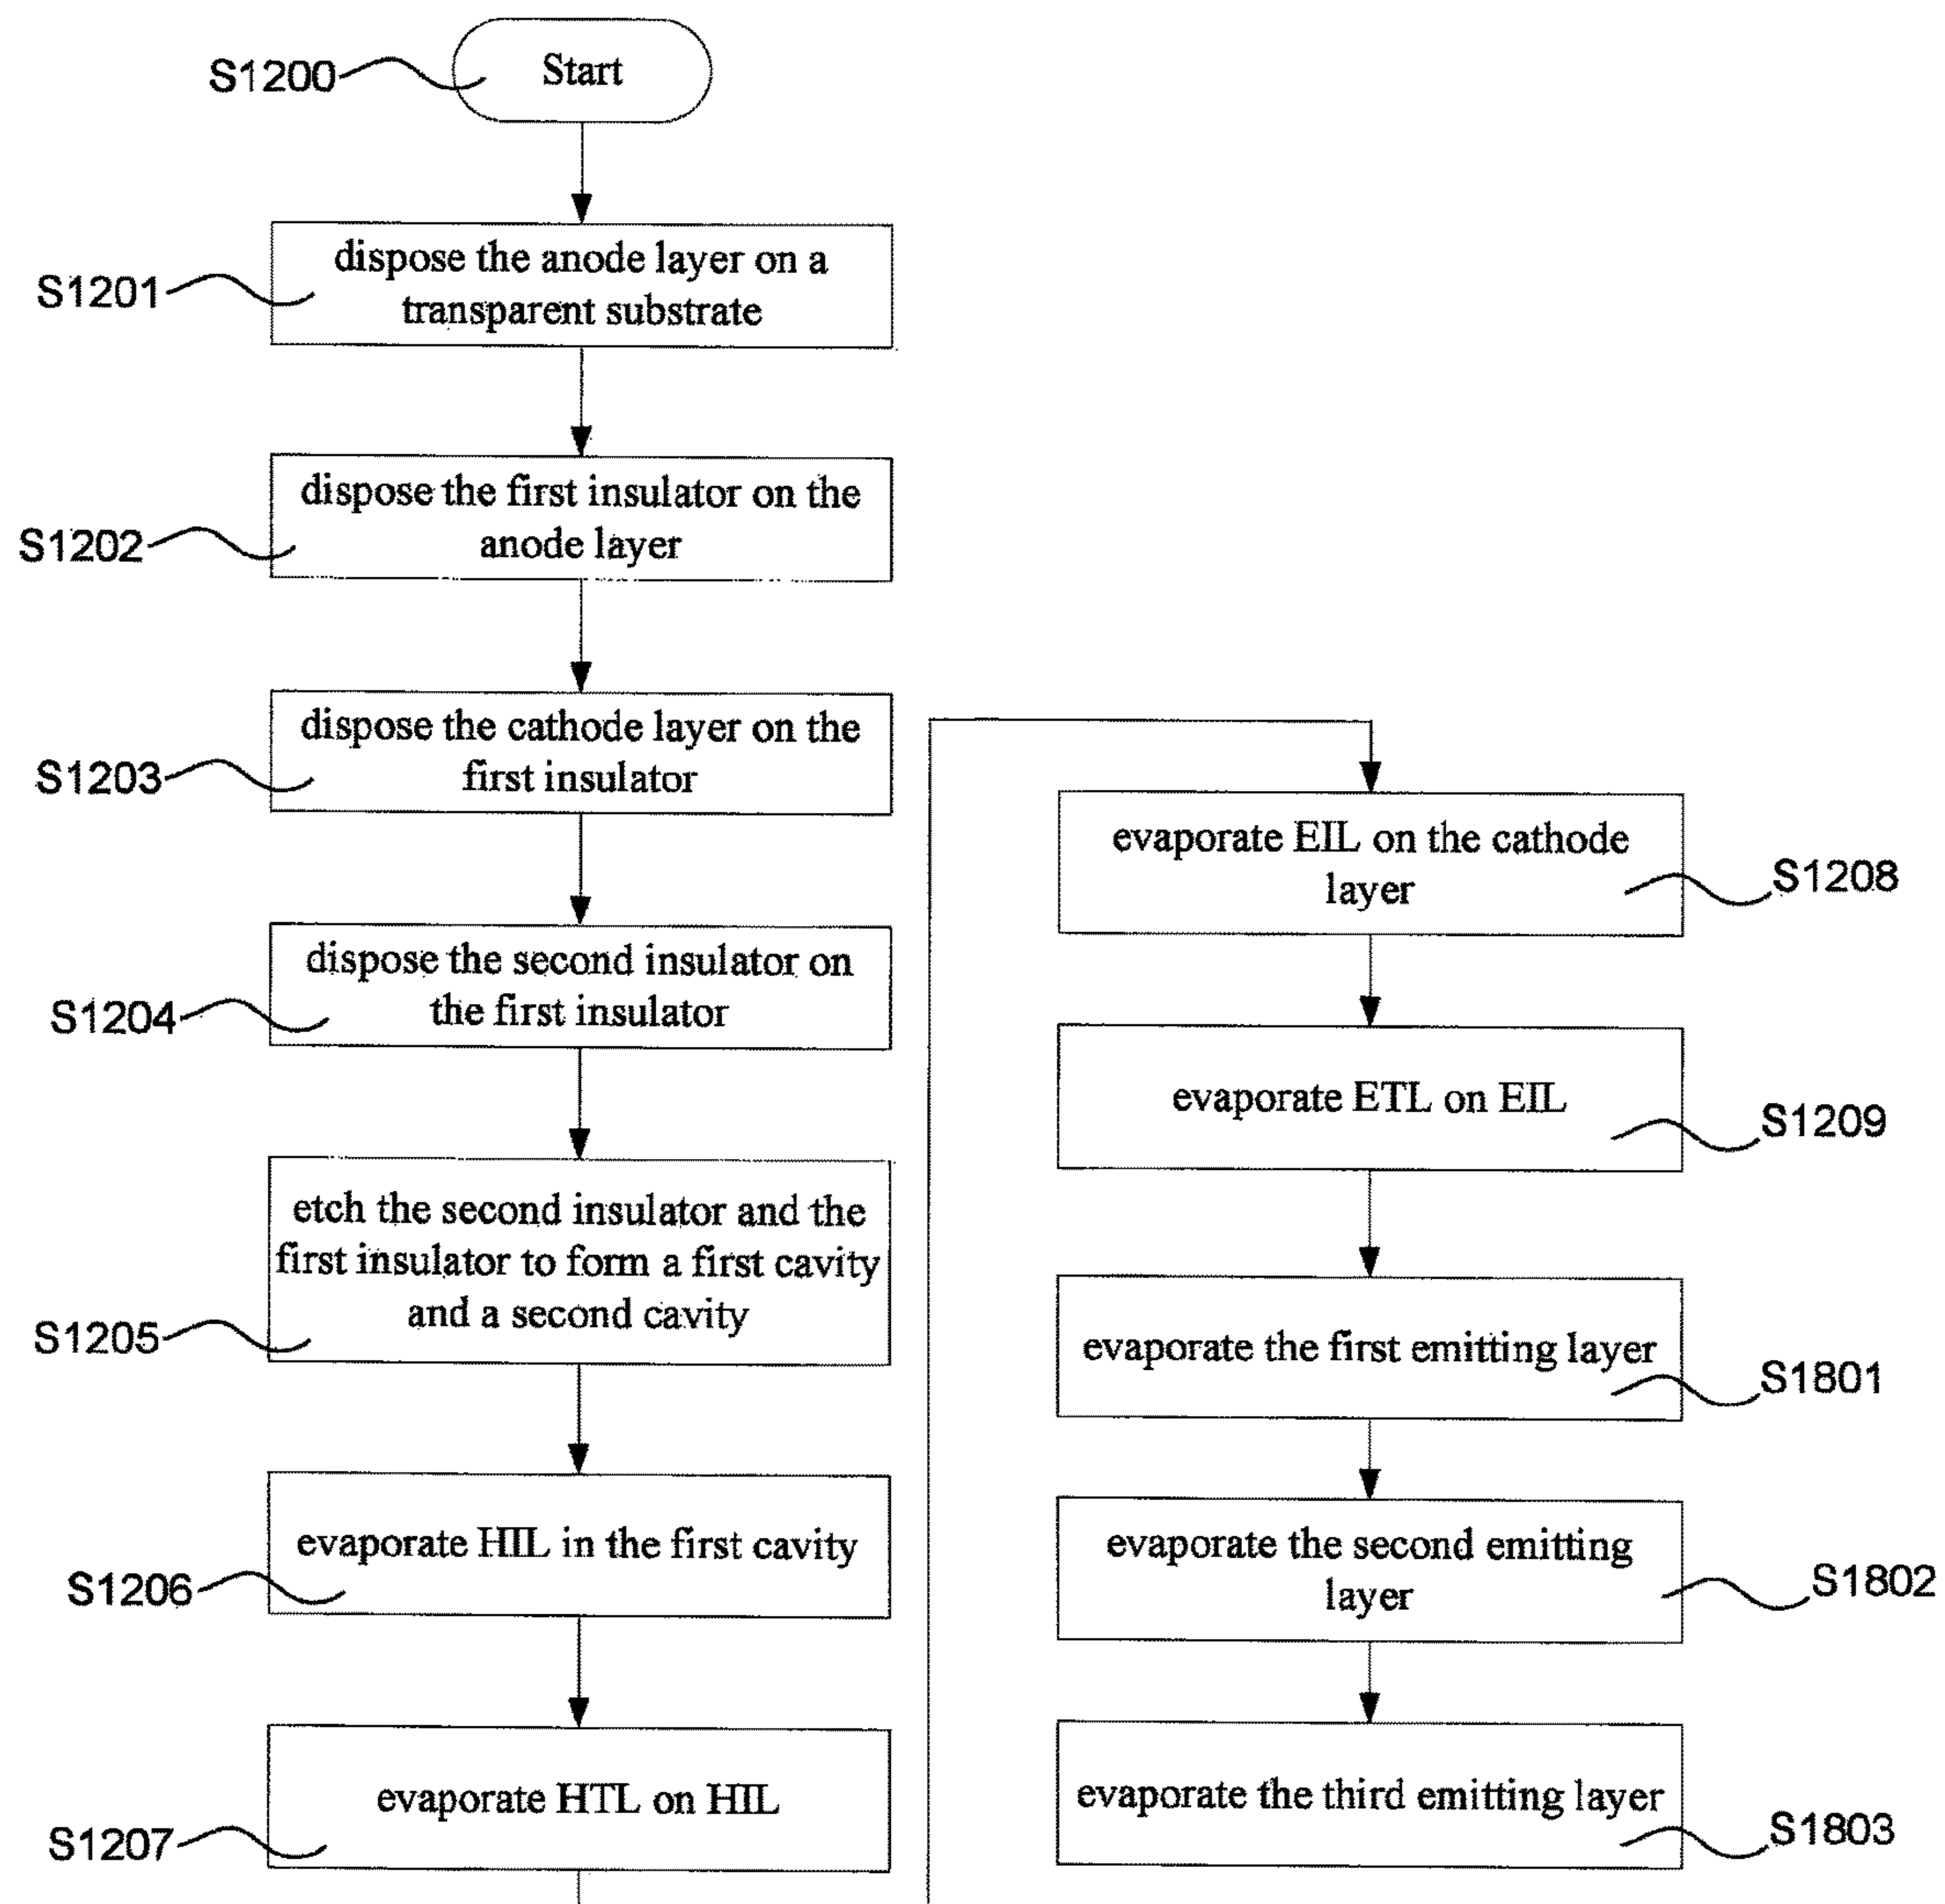 S1200
Start
S1201
dispose the anode layer on a
transparent substrate
S1202
dispose the first insulator on the
anode layer
S1203
dispose the cathode layer on the
first insulator
S1204
dispose the second insulator on
the first insulator
S1205
etch the second insulator and the
first insulator to form a first cavity
and a second cavity
S1206
evaporate HIL in the first cavity
S1207
evaporate HTL on HIL
evaporate EIL on the cathode
layer
S1208
evaporate ETL on EIL
S1209
evaporate the first emitting layer
S1801
evaporate the second emitting
layer
S1802
evaporate the third emitting layer
S1803